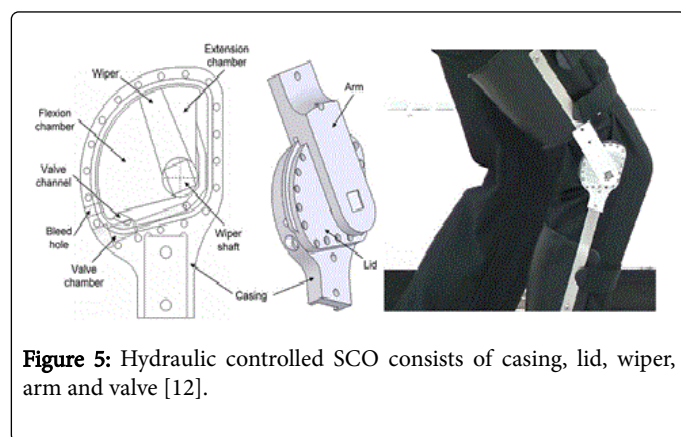 Extension
chamber
Wiper
Arm
Flexion
chamber
Valve
channel
Bleed
hole
Wiper
shaft
Valve
chamber
Lid
Casing
Figure 5: Hydraulic controlled SCO consists of casing, lid, wiper,
arm and valve [12].